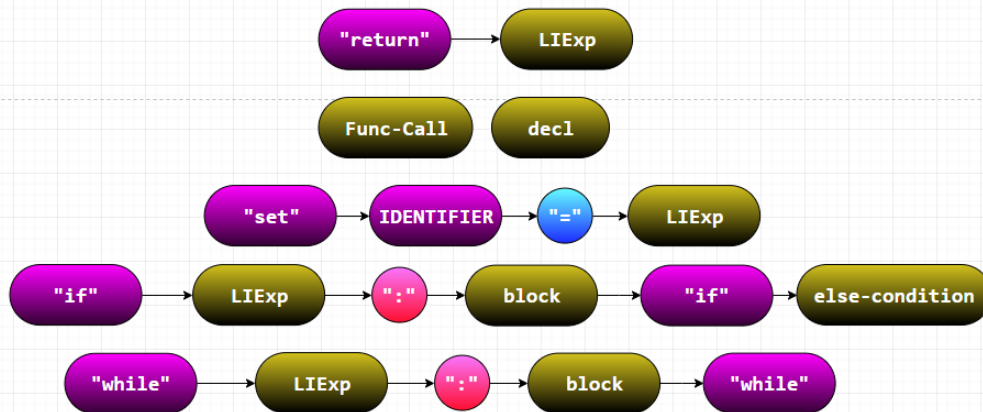 "return" LIExp
Func-Call decl
"set" IDENTIFIER "=" LIExp
"if" LIExp ":" block "if" else-condition
"while" LIExp ":" block "while"